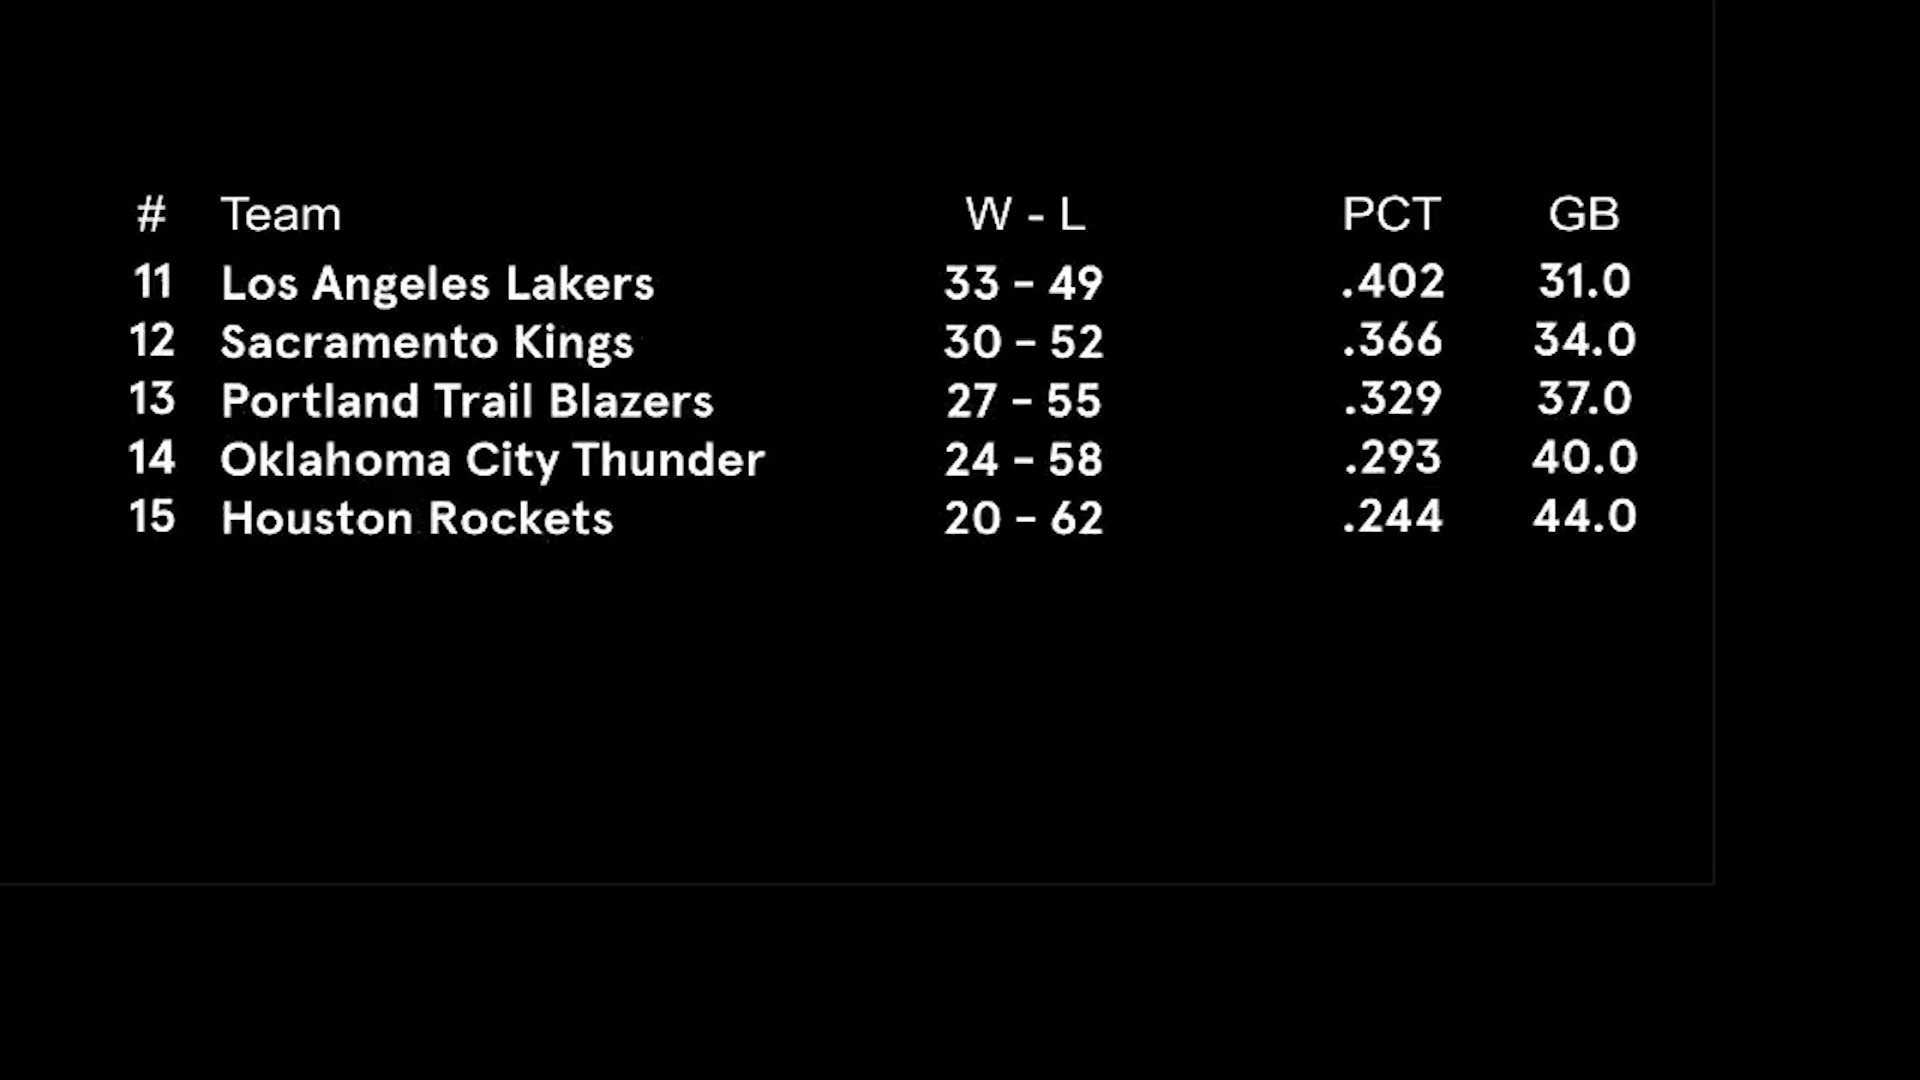 # Team W - L PCT GB
11 Los Angeles Lakers 33 - 49 .402 31.0
12 Sacramento Kings 30 - 52 .366 34.0
13 Portland Trail Blazers 27 - 55 .329 37.0
14 Oklahoma City Thunder 24 - 58 .293 40.0
15 Houston Rockets 20 - 62 .244 44.0